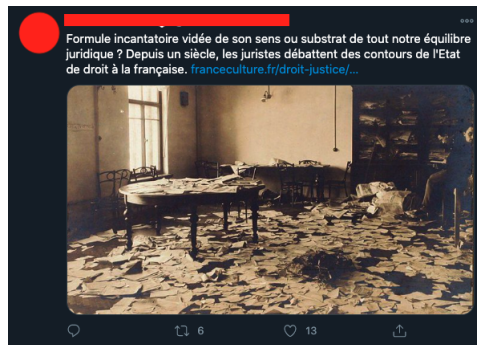 Formule incantatoire vidée de son sens ou substrat de tout notre équilibre
juridique ? Depuis un siècle, les juristes débattent des contours de l'Etat
de droit à la française. franceculture.fr/droit-justice/...
6
13